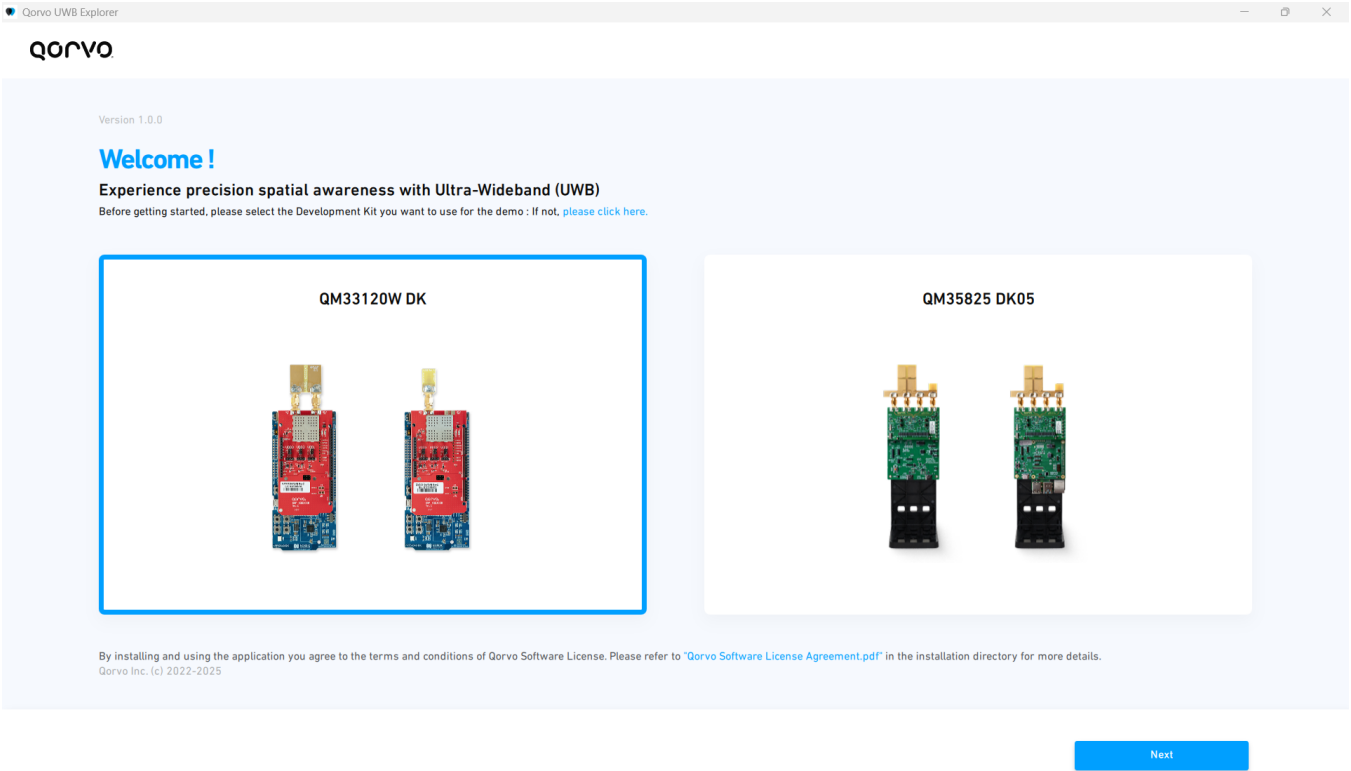 Qorvo UWB Explorer
QORVO
Version 1.0.0
Welcome !
Experience precision spatial awareness with Ultra-Wideband (UWB)
Before getting started, please select the Development Kit you want to use for the demo : If not, please click here.
QM33120W DK
QM35825 DK05
By installing and using the application you agree to the terms and conditions of Qorvo Software License. Please refer to "Qorvo Software License Agreement.pdf" in the installation directory for more details.
Qorvo Inc. (c) 2022-2025
Next